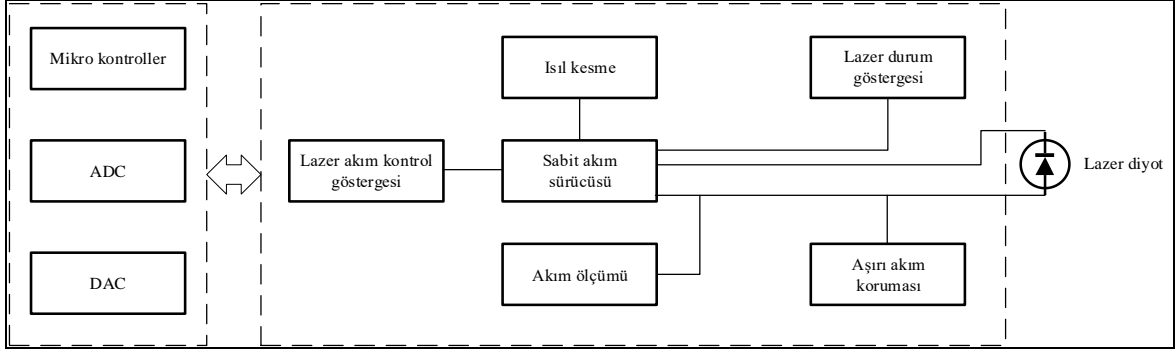 Mikro kontroller
ADC
DAC
Isıl kesme
Lazer durum
göstergesi
Lazer akım kontrol
göstergesi
Sabit akım
sürücüsü
Lazer diyot
Akım ölçümü
Aşırı akım
koruması